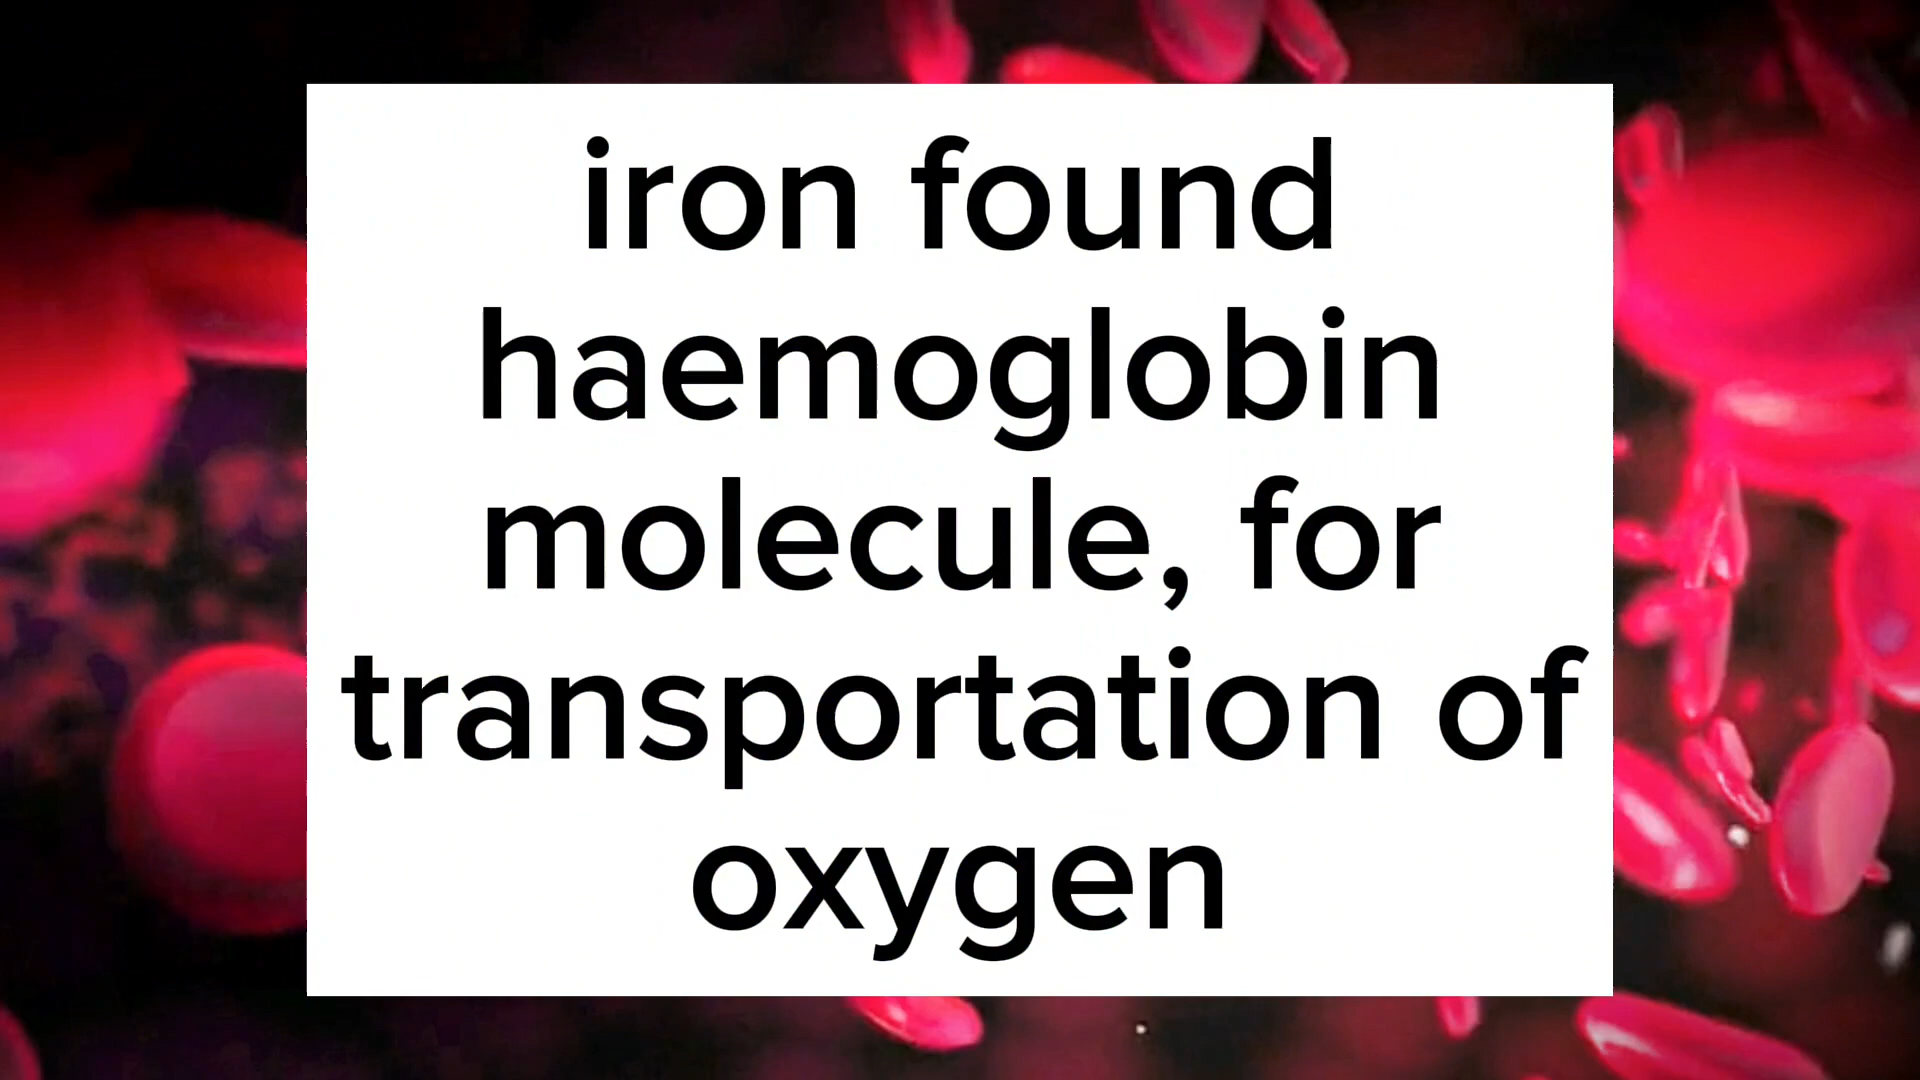 iron found
haemoglobin
molecule, for
transportation of
oxygen